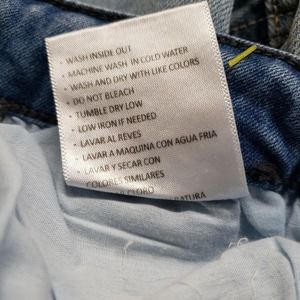 · WASH INSIDE OUT
· MACHINE WASH IN COLD WATER
· WASH AND DRY WITH LIKE COLORS
· DO NOT BLEACH
· TUMBLE DRY LOW
· LOW IRON IF NEEDED
· LAVAR AL REVES
· LAVAR A MAQUINA CON AGUA FRIA
· LAVAR Y SECAR CON
COLORES SIMILARES
CLORO